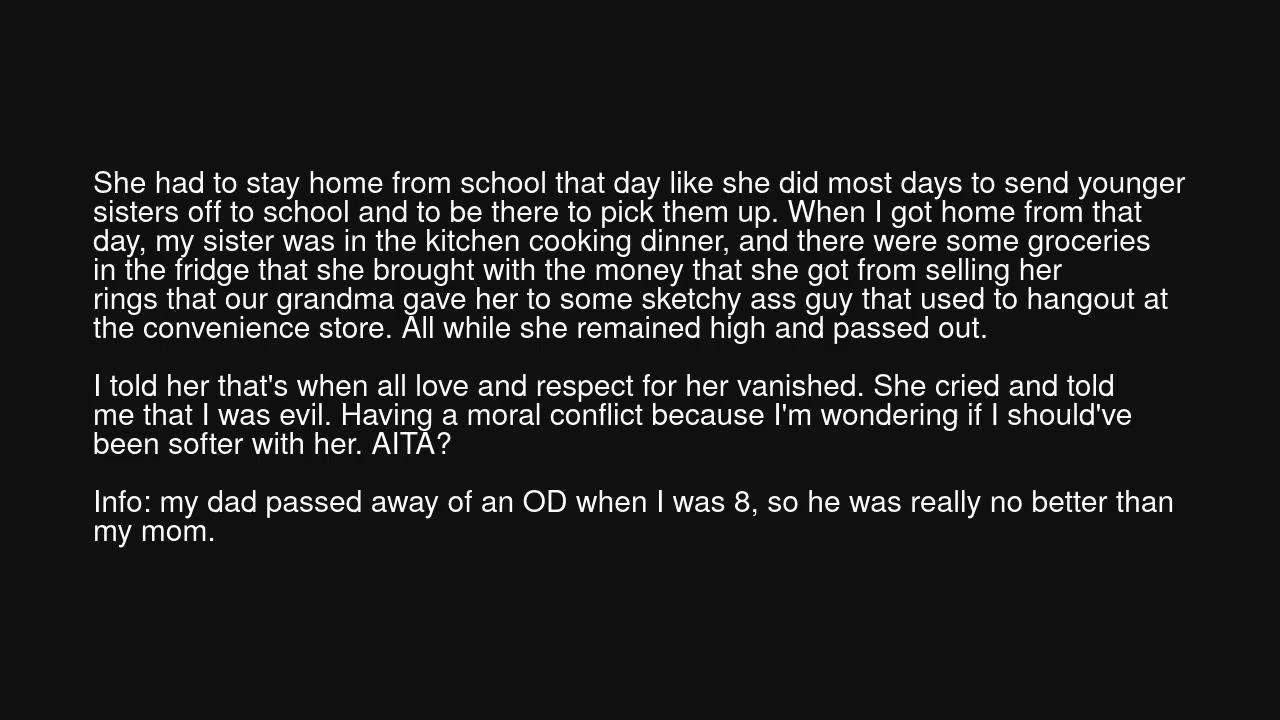 She had to stay home from school that day like she did most days to send younger
sisters off to school and to be there to pick them up. When I got home from that
day, my sister was in the kitchen cooking dinner, and there were some groceries
in the fridge that she brought with the money that she got from selling her
rings that our grandma gave her to some sketchy ass guy that used to hangout at
the convenience store. All while she remained high and passed out.
I told her that's when all love and respect for her vanished. She cried and told
me that I was evil. Having a moral conflict because I'm wondering if I should've
been softer with her. AITA?
Info: my dad passed away of an OD when I was 8, so he was really no better than
my mom.